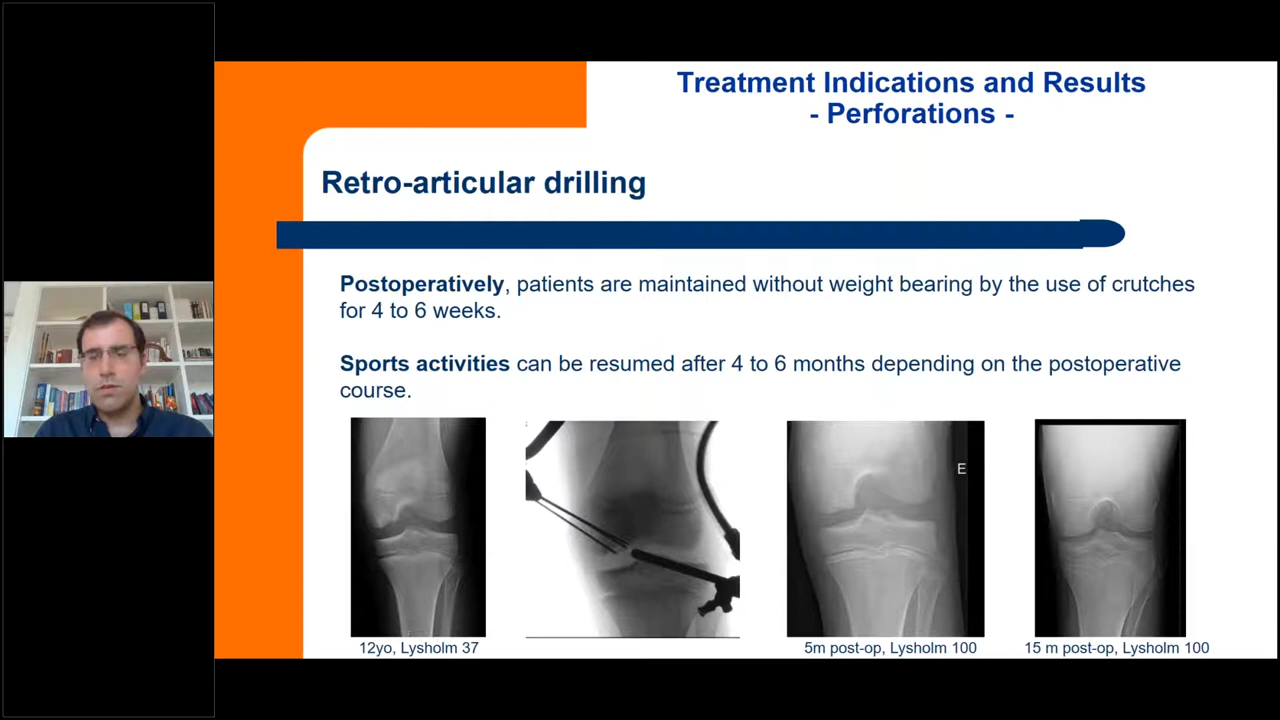 Treatment Indications and Results
- Perforations -
Retro-articular drilling
Postoperatively, patients are maintained without weight bearing by the use of crutches
for 4 to 6 weeks.
Sports activities can be resumed after 4 to 6 months depending on the postoperative
course.
E
12yo, Lysholm 37
5m post-op, Lysholm 100
15 m post-op, Lysholm 100